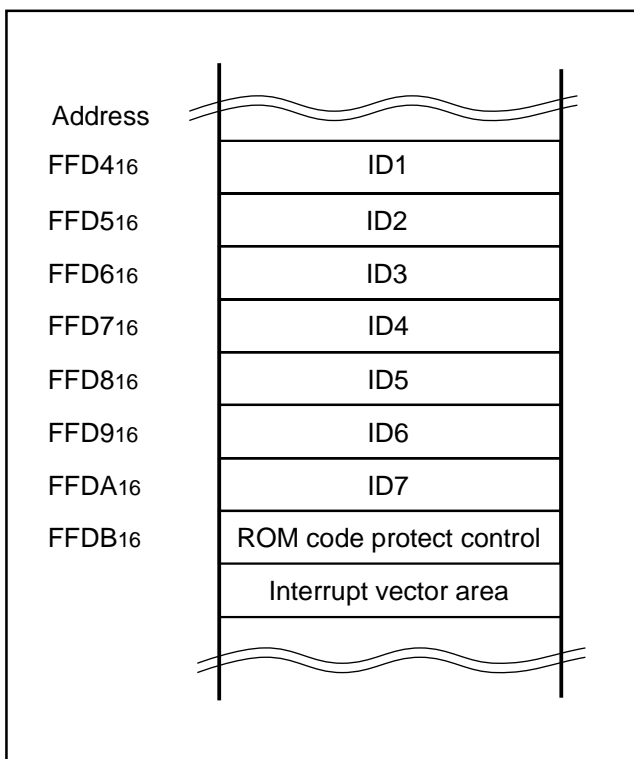 Address
FFD416 ID1
FFD516 ID2
FFD616 ID3
FFD716 ID4
FFD816 ID5
FFD916 ID6
FFDA16 ID7
FFDB16 ROM code protect control
Interrupt vector area